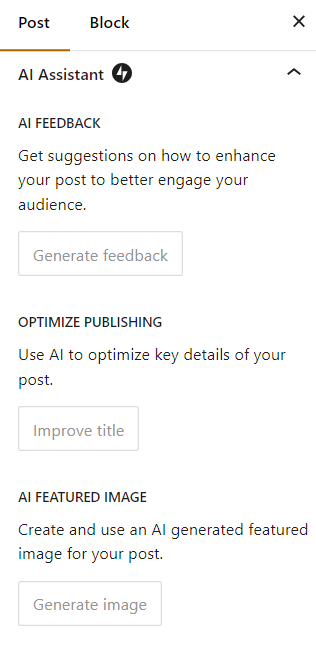 Post Block
AI Assistant
AI FEEDBACK
Get suggestions on how to enhance
your post to better engage your
audience.
Generate feedback
OPTIMIZE PUBLISHING
Use AI to optimize key details of your
post.
Improve title
AI FEATURED IMAGE
Create and use an AI generated featured
image for your post.
Generate image